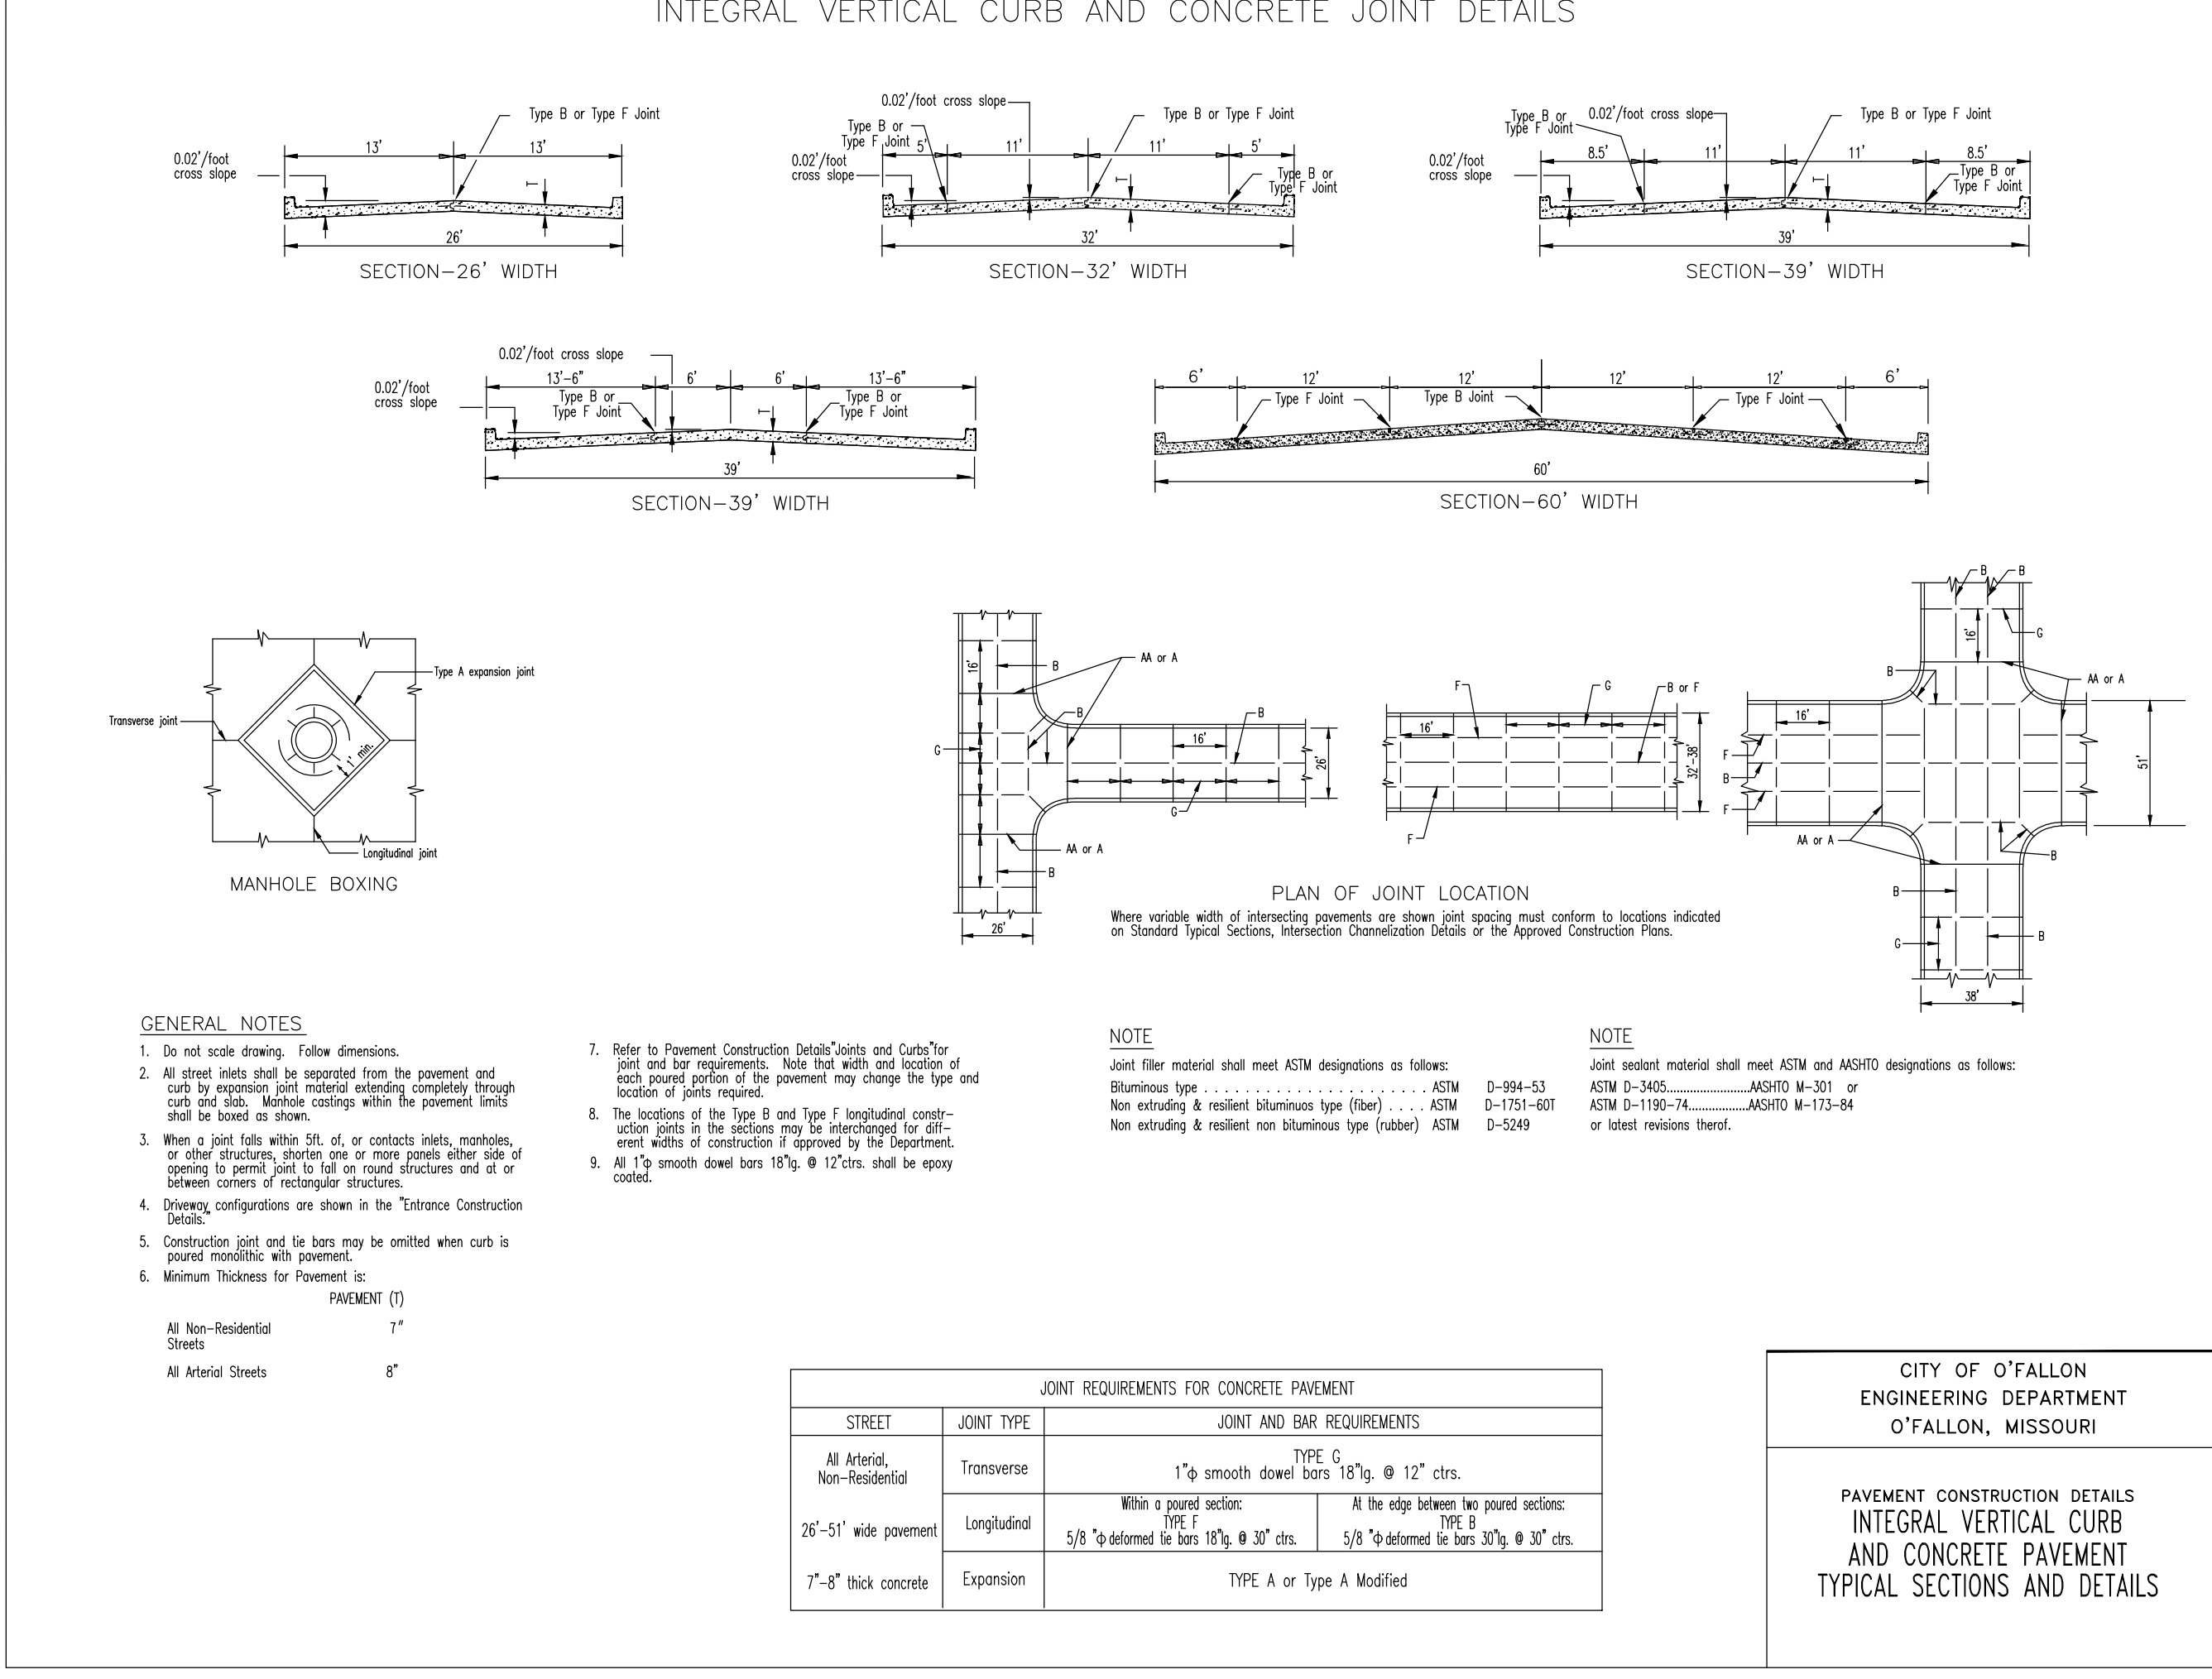 INTEGRAL VERTICAL CURB AND CONCRETE JOINT DETAILS
Type B or Type F Joint
13'
13'
0.02'/foot
cross slope
T
26'
SECTION-26' WIDTH
0.02'/foot cross slope
Type B or Type F Joint
Type B or
Type F Joint
5'
11'
11'
5'
0.02'/foot
cross slope
T
Type B or
Type F Joint
32'
SECTION-32' WIDTH
Type B or
Type F Joint
0.02'/foot cross slope
Type B or Type F Joint
8.5'
11'
11'
8.5'
0.02'/foot
cross slope
T
Type B or
Type F Joint
39'
SECTION-39' WIDTH
0.02'/foot cross slope
13'-6"
6'
6'
13'-6"
0.02'/foot
cross slope
Type B or
Type F Joint
T
Type B or
Type F Joint
39'
SECTION-39' WIDTH
6'
12'
12'
12'
12'
6'
Type F Joint
Type B Joint
Type F Joint
60'
SECTION-60' WIDTH
Type A expansion joint
Transverse joint
1' min.
Longitudinal joint
MANHOLE BOXING
16'
B
AA or A
B
B
G
16'
26'
G
AA or A
B
26'
F
G
B or F
16'
32'-38'
F
B
B
16'
G
B
AA or A
16'
F
B
F
51'
AA or A
B
B
G
B
38'
PLAN OF JOINT LOCATION
Where variable width of intersecting pavements are shown joint spacing must conform to locations indicated
on Standard Typical Sections, Intersection Channelization Details or the Approved Construction Plans.
GENERAL NOTES
1. Do not scale drawing. Follow dimensions.
2. All street inlets shall be separated from the pavement and
curb by expansion joint material extending completely through
curb and slab. Manhole castings within the pavement limits
shall be boxed as shown.
3. When a joint falls within 5ft. of, or contacts inlets, manholes,
or other structures, shorten one or more panels either side of
opening to permit joint to fall on round structures and at or
between corners of rectangular structures.
4. Driveway configurations are shown in the "Entrance Construction
Details."
5. Construction joint and tie bars may be omitted when curb is
poured monolithic with pavement.
6. Minimum Thickness for Pavement is:
PAVEMENT (T)
All Non-Residential 7"
Streets
All Arterial Streets 8"
7. Refer to Pavement Construction Details"Joints and Curbs"for
joint and bar requirements. Note that width and location of
each poured portion of the pavement may change the type and
location of joints required.
8. The locations of the Type B and Type F longitudinal constr-
uction joints in the sections may be interchanged for diff-
erent widths of construction if approved by the Department.
9. All 1"ϕ smooth dowel bars 18"lg. @ 12"ctrs. shall be epoxy
coated.
NOTE
Joint filler material shall meet ASTM designations as follows:
Bituminous type . . . . . . . . . . . . . . . . . . . . . . ASTM D-994-53
Non extruding & resilient bituminuos type (fiber) . . . . ASTM D-1751-60T
Non extruding & resilient non bituminous type (rubber) ASTM D-5249
NOTE
Joint sealant material shall meet ASTM and AASHTO designations as follows:
ASTM D-3405........................AASHTO M-301 or
ASTM D-1190-74.................AASHTO M-173-84
or latest revisions therof.
JOINT REQUIREMENTS FOR CONCRETE PAVEMENT
STREET JOINT TYPE JOINT AND BAR REQUIREMENTS
All Arterial,
Non-Residential
26'-51' wide pavement
7"-8" thick concrete
Transverse
TYPE G
1"ϕ smooth dowel bars 18"lg. @ 12" ctrs.
Longitudinal
Within a poured section:
TYPE F
5/8 "ϕ deformed tie bars 18"lg. @ 30" ctrs.
At the edge between two poured sections:
TYPE B
5/8 "ϕ deformed tie bars 30"lg. @ 30" ctrs.
Expansion
TYPE A or Type A Modified
CITY OF O'FALLON
ENGINEERING DEPARTMENT
O'FALLON, MISSOURI
PAVEMENT CONSTRUCTION DETAILS
INTEGRAL VERTICAL CURB
AND CONCRETE PAVEMENT
TYPICAL SECTIONS AND DETAILS